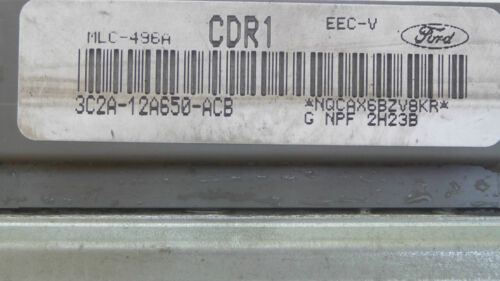 MLC-496A CDR1 EEC-V Ford
3C2A-12A650-ACB *NQCAX6BZV8KR*
G NPF 2H23B